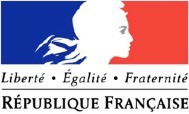 Liberté • Égalité • Fraternité
RÉPUBLIQUE FRANÇAISE